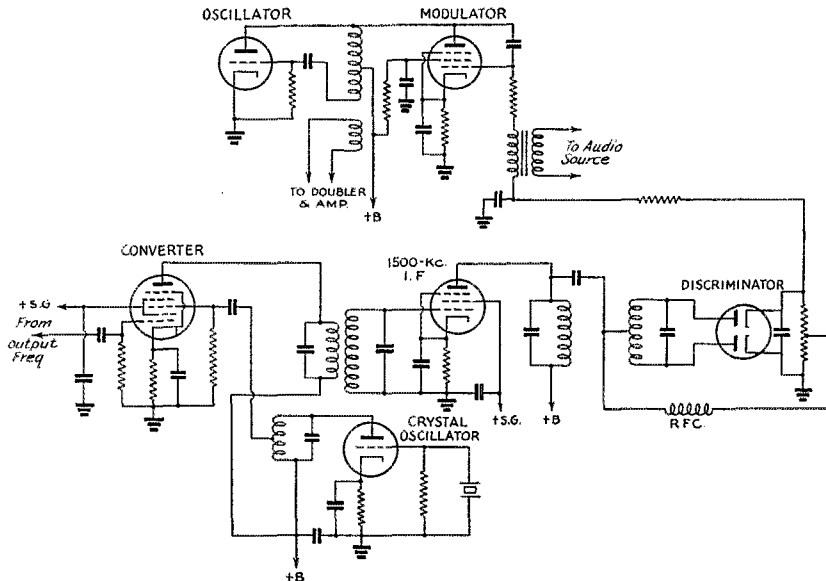 OSCILLATOR
MODULATOR
To Audio
Source
TO DOUBLER
& AMP.
+B
CONVERTER
1500-Kc.
I.F
DISCRIMINATOR
+S.G
From
output
Freq
CRYSTAL
OSCILLATOR
+S.G.
+B
R.F.C.
+B